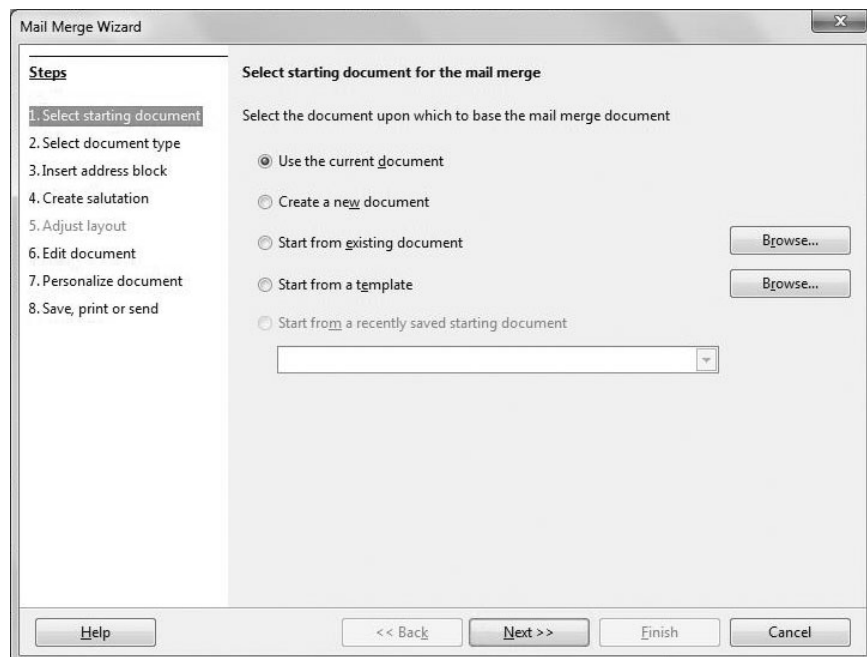 Mail Merge Wizard
X
Steps
1. Select starting document
2. Select document type
3. Insert address block
4. Create salutation
5. Adjust layout
6. Edit document
7. Personalize document
8. Save, print or send
Select starting document for the mail merge
Select the document upon which to base the mail merge document
Use the current document
Create a new document
Start from existing document
Browse...
Start from a template
Browse...
Start from a recently saved starting document
Help
<< Back
Next >>
Finish
Cancel